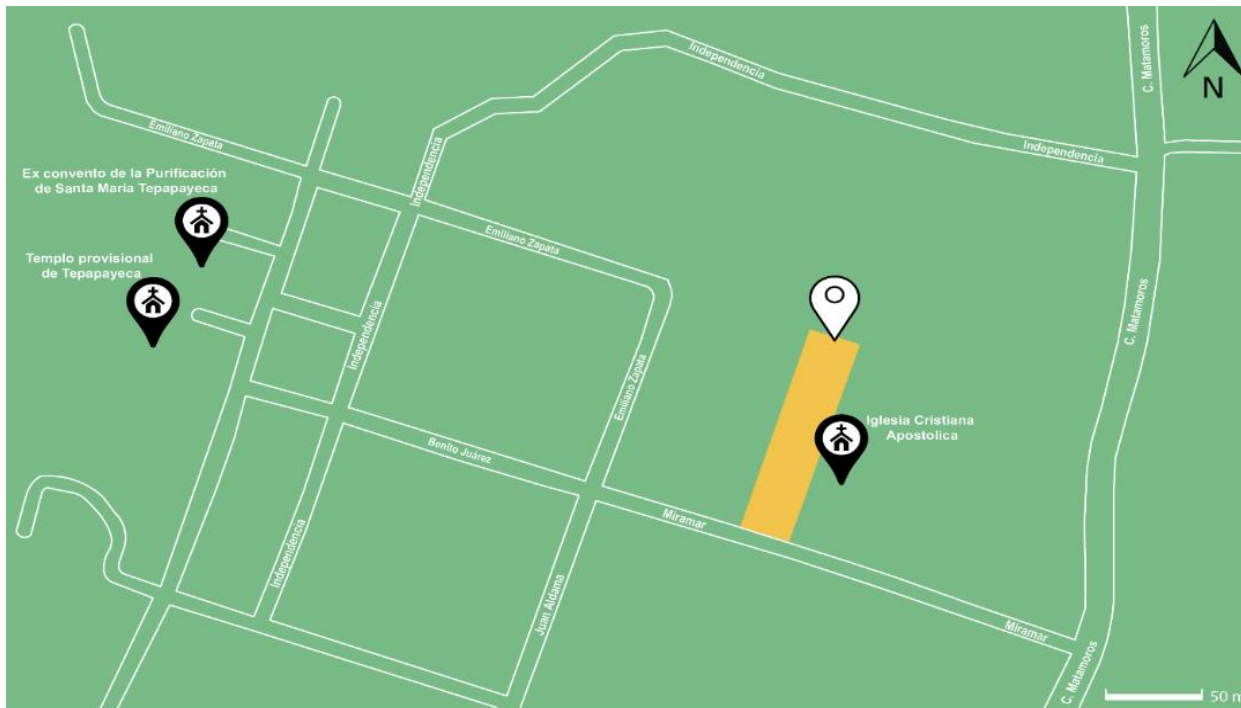 Independencia
C. Matamoros
N
Emiliano Zapata
Independencia
Ex convento de la Purificación
de Santa Maria Tepapayeca
Independencia
Emiliano Zapata
Templo provisional
de Tepapayeca
C. Matamoros
Independencia
Emiliano Zapata
Iglesia Cristiana
Apostolica
Benito Juárez
Miramar
Independencia
Juan Aldama
Miramar
C. Matamoros
50 m